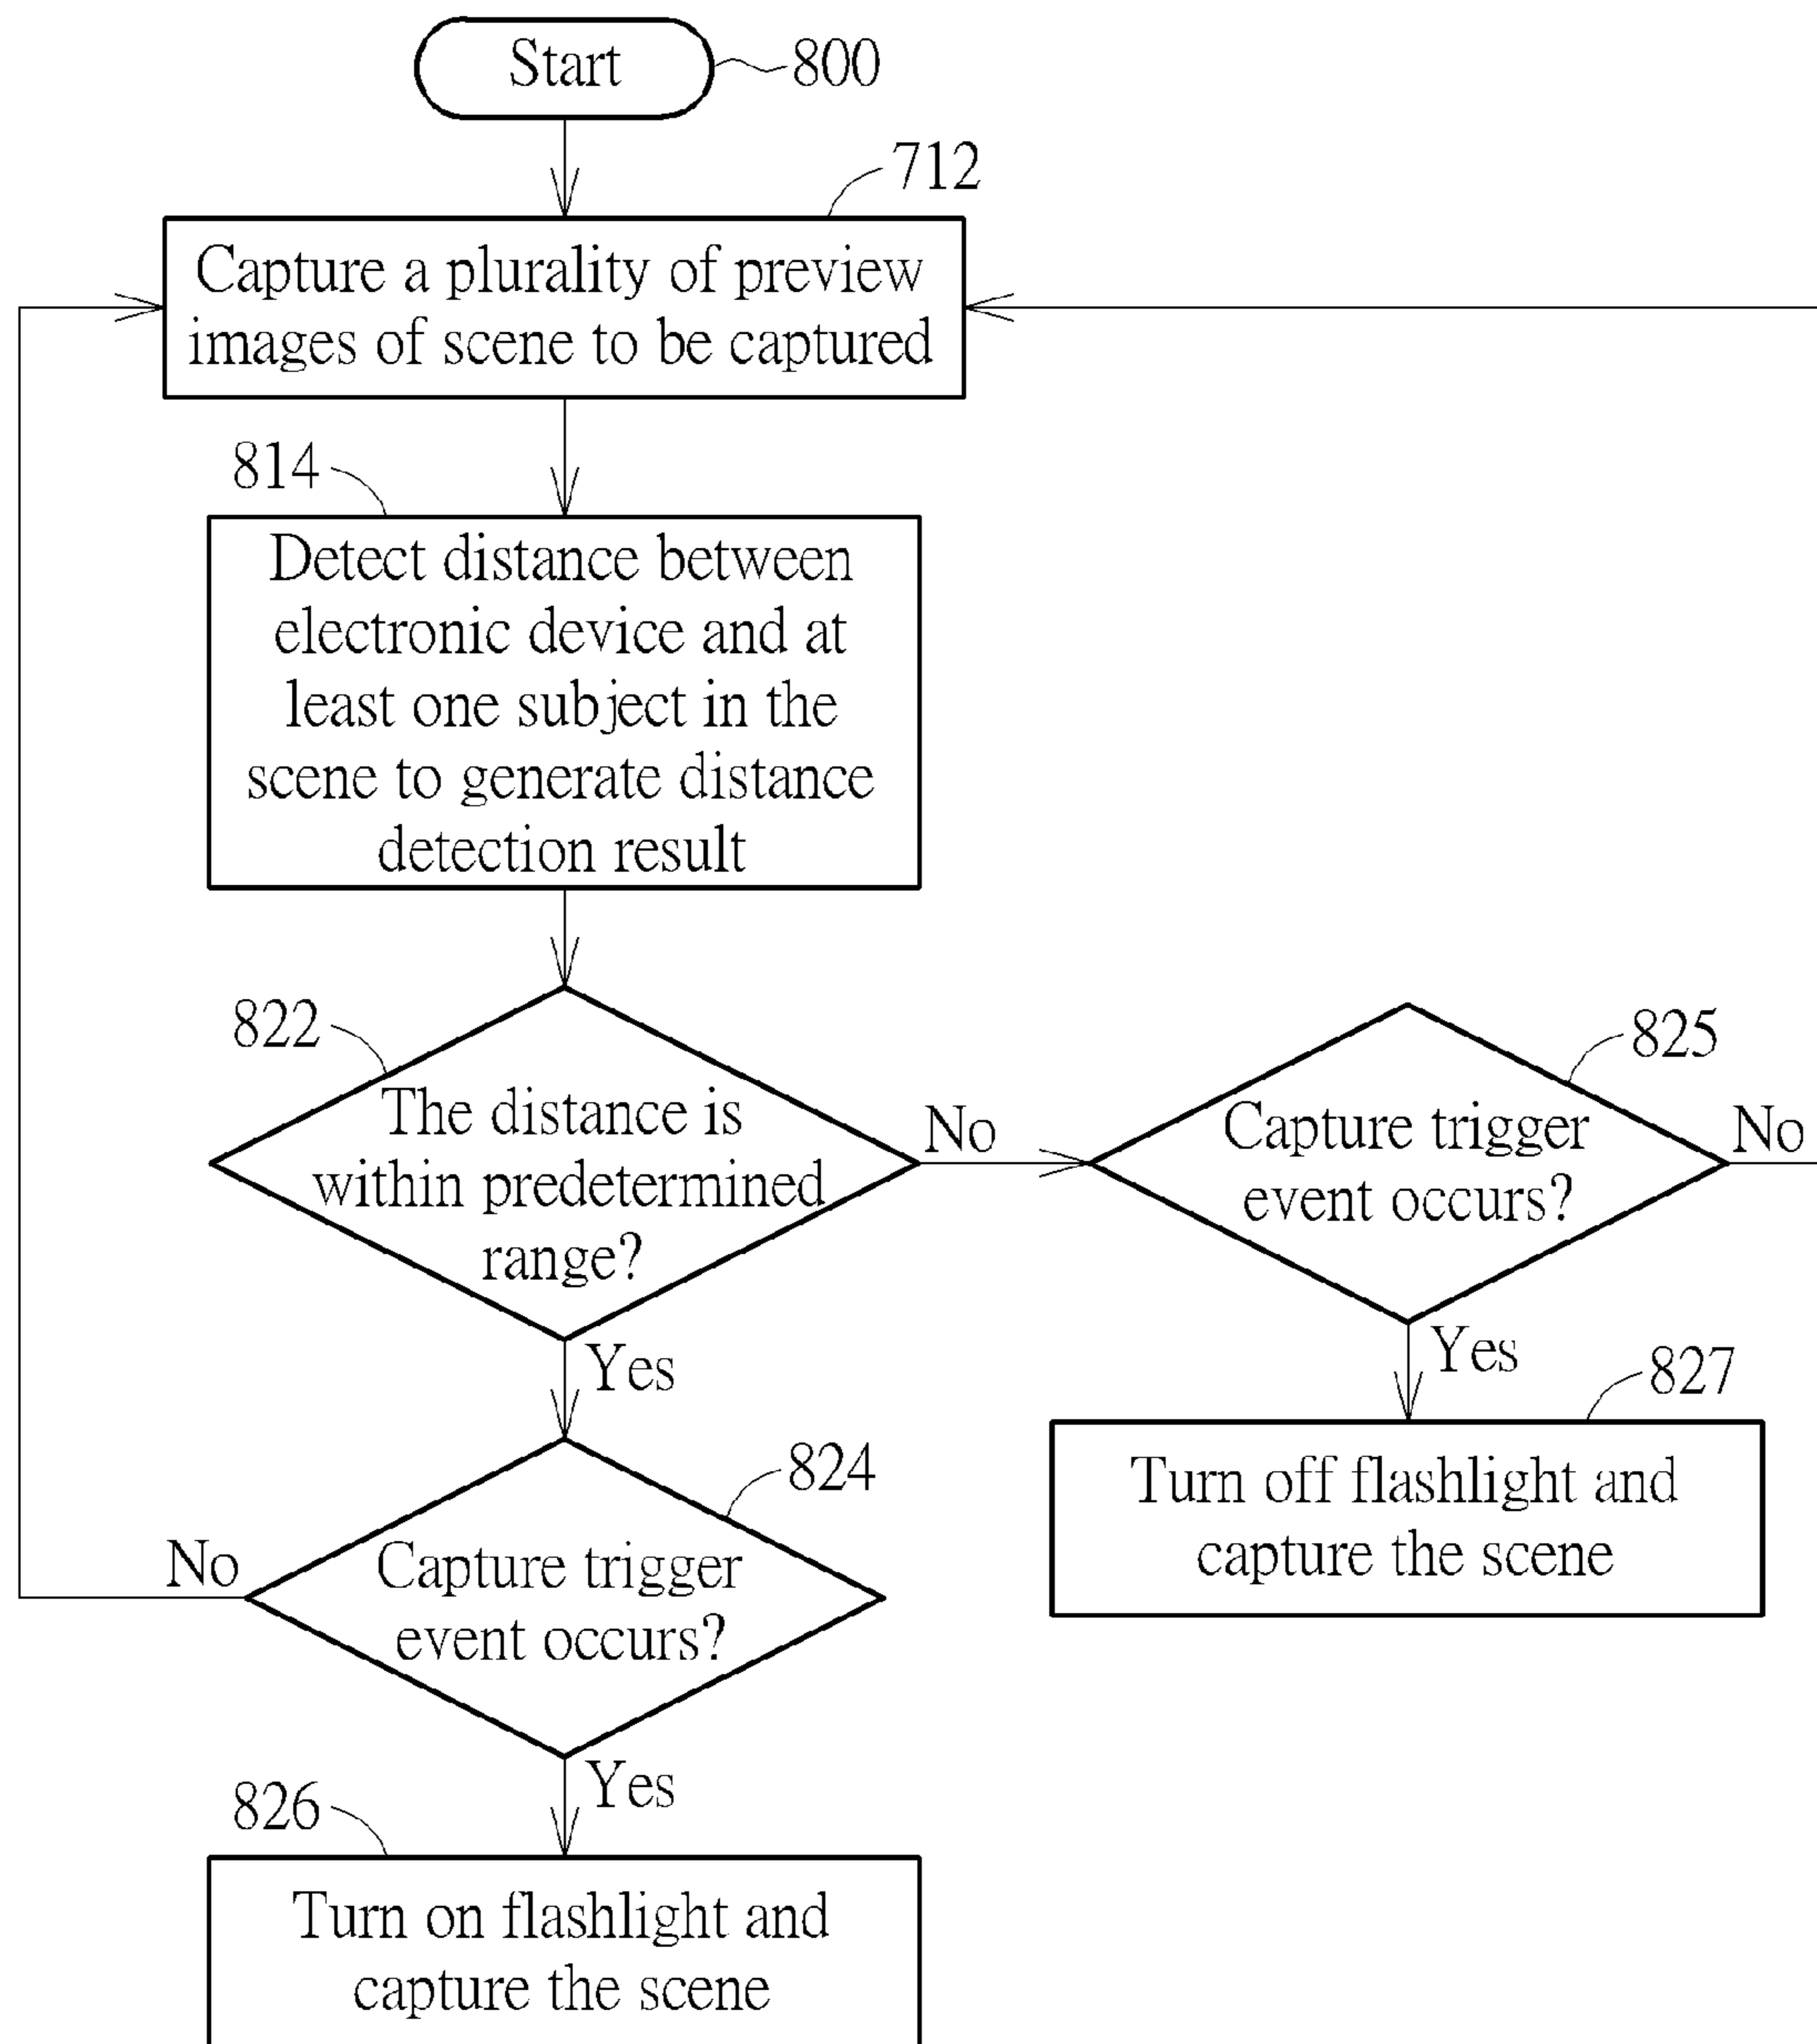 Start
800
712
Capture a plurality of preview
images of scene to be captured
814
Detect distance between
electronic device and at
least one subject in the
scene to generate distance
detection result
822
The distance is
within predetermined
range?
No
825
Capture trigger
event occurs?
No
Yes
Yes
827
Turn off flashlight and
capture the scene
824
Capture trigger
event occurs?
No
Yes
826
Turn on flashlight and
capture the scene